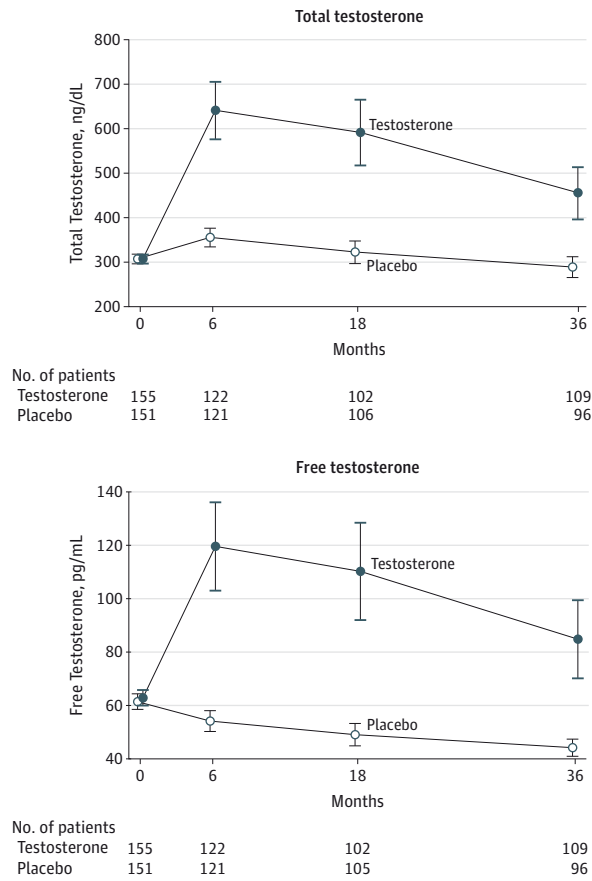 Total testosterone
800
700
600
500
400
300
200
Total Testosterone, ng/dL
Testosterone
Placebo
0 6 18 36
Months
No. of patients
Testosterone 155 122 102 109
Placebo 151 121 106 96
Free testosterone
140
120
100
80
60
40
Free Testosterone, pg/mL
Testosterone
Placebo
0 6 18 36
Months
No. of patients
Testosterone 155 122 102 109
Placebo 151 121 105 96